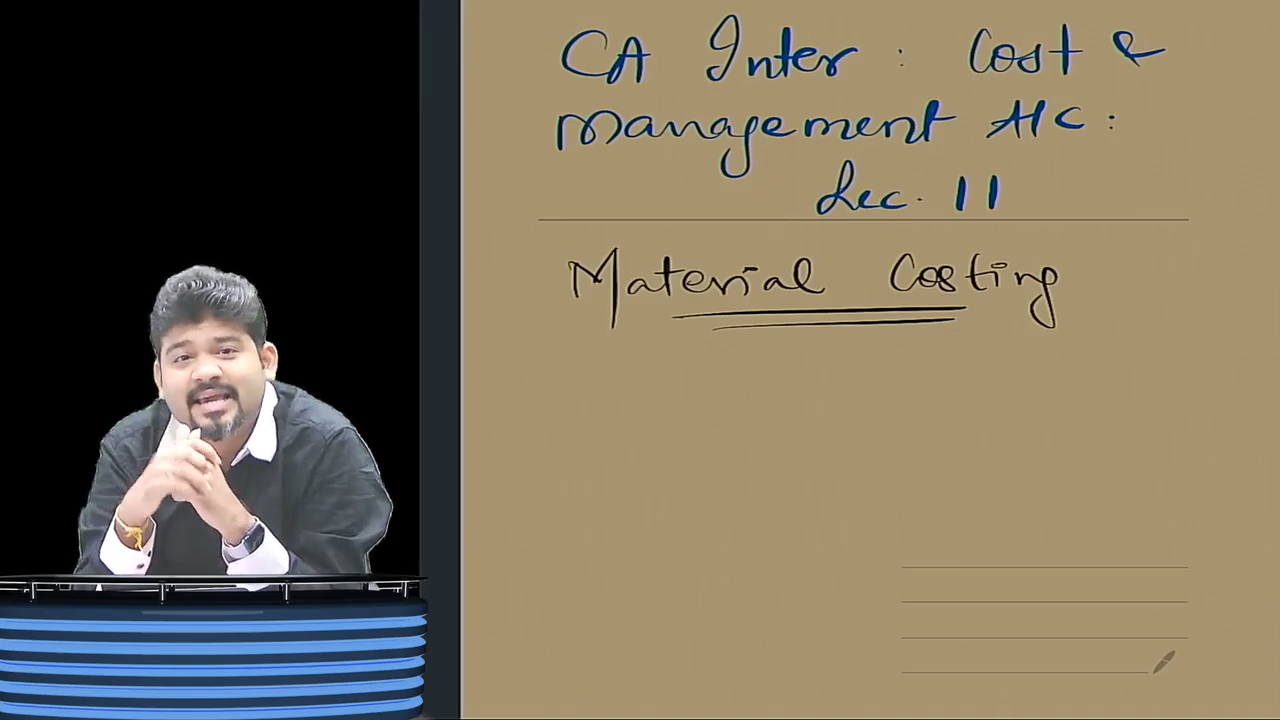 CA Inter : Cost &
Management A/C :
Lec. 11
Material Costing